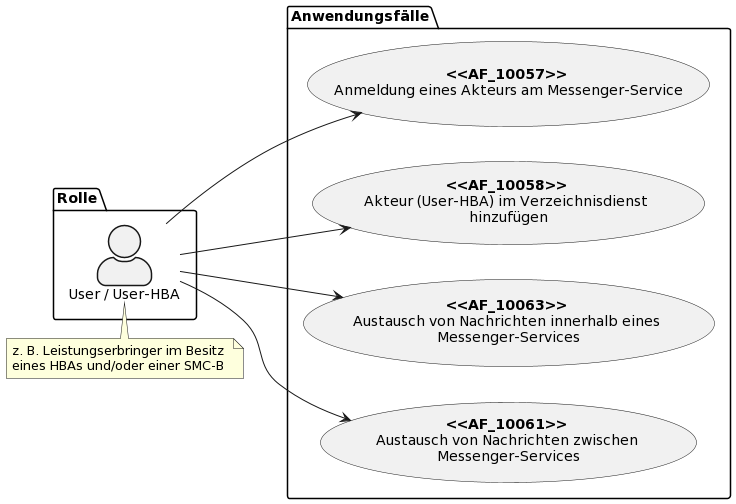 Anwendungsfälle
<<AF_10057>>
Anmeldung eines Akteurs am Messenger-Service
<<AF_10058>>
Akteur (User-HBA) im Verzeichnisdienst
hinzufügen
Rolle
User / User-HBA
<<AF_10063>>
Austausch von Nachrichten innerhalb eines
Messenger-Services
z. B. Leistungserbringer im Besitz
eines HBAs und/oder einer SMC-B
<<AF_10061>>
Austausch von Nachrichten zwischen
Messenger-Services